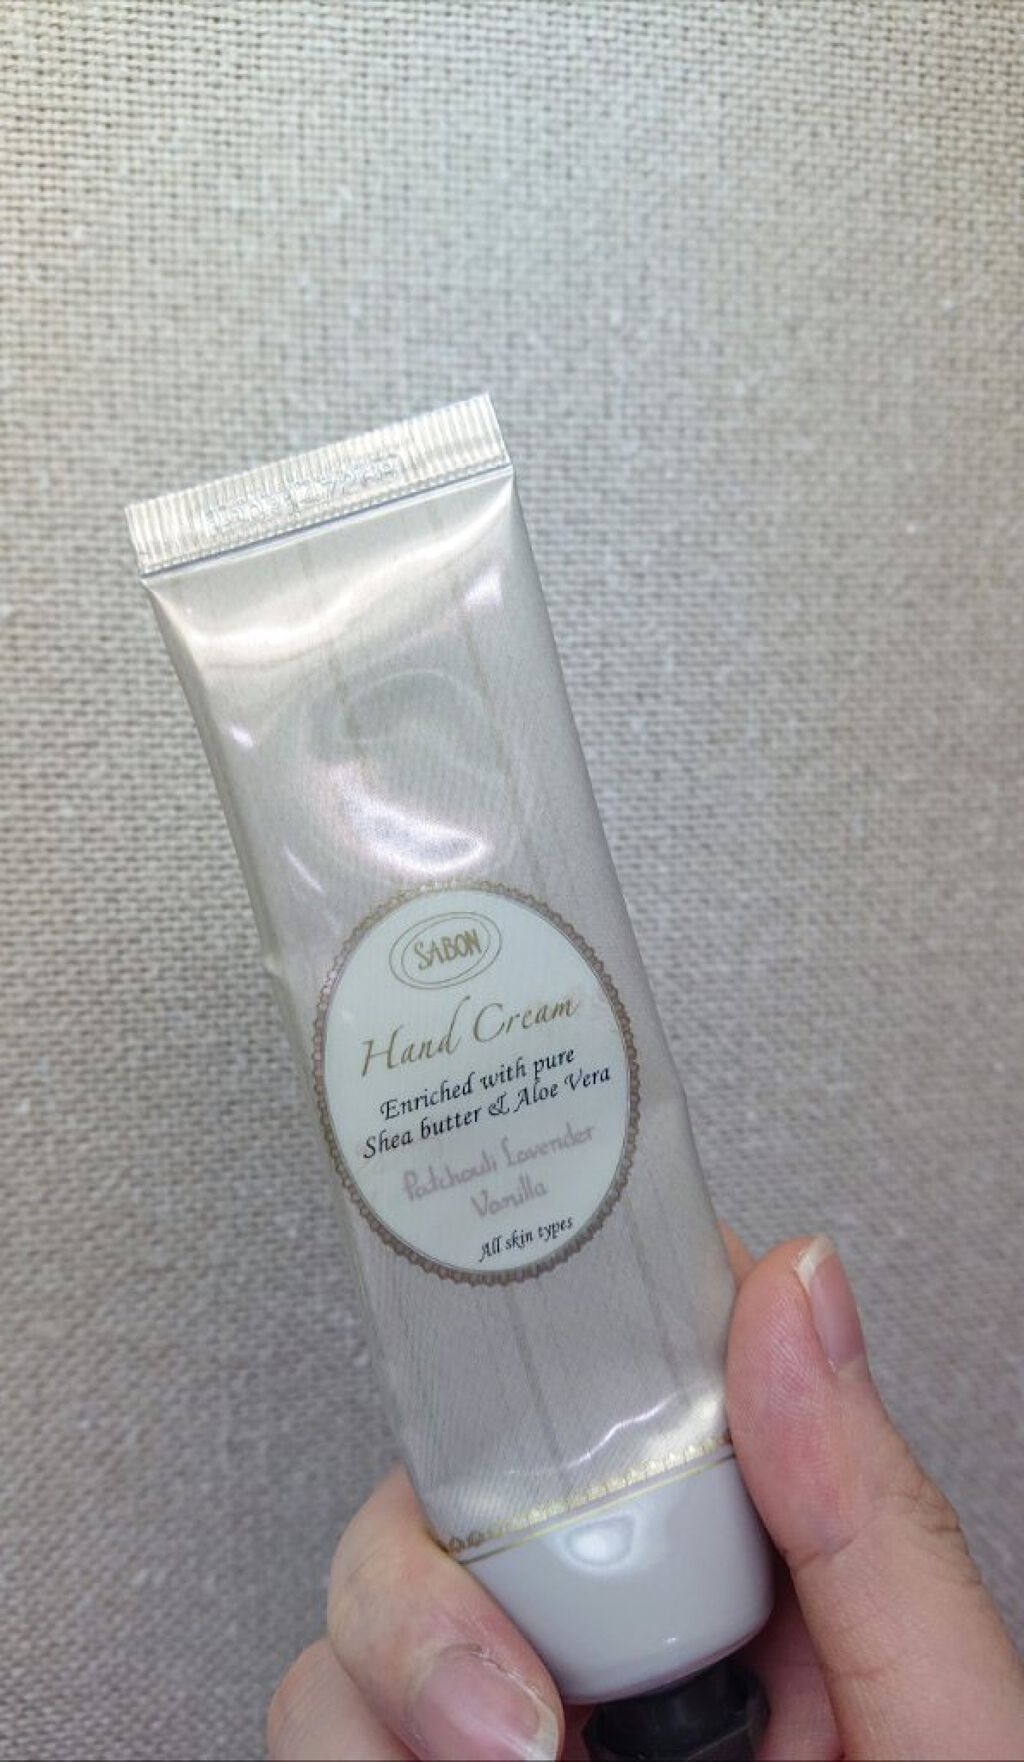 SABON
Hand Cream
Enriched with pure
Shea butter & Aloe Vera
Patchouli Lavender
Vanilla
All skin types